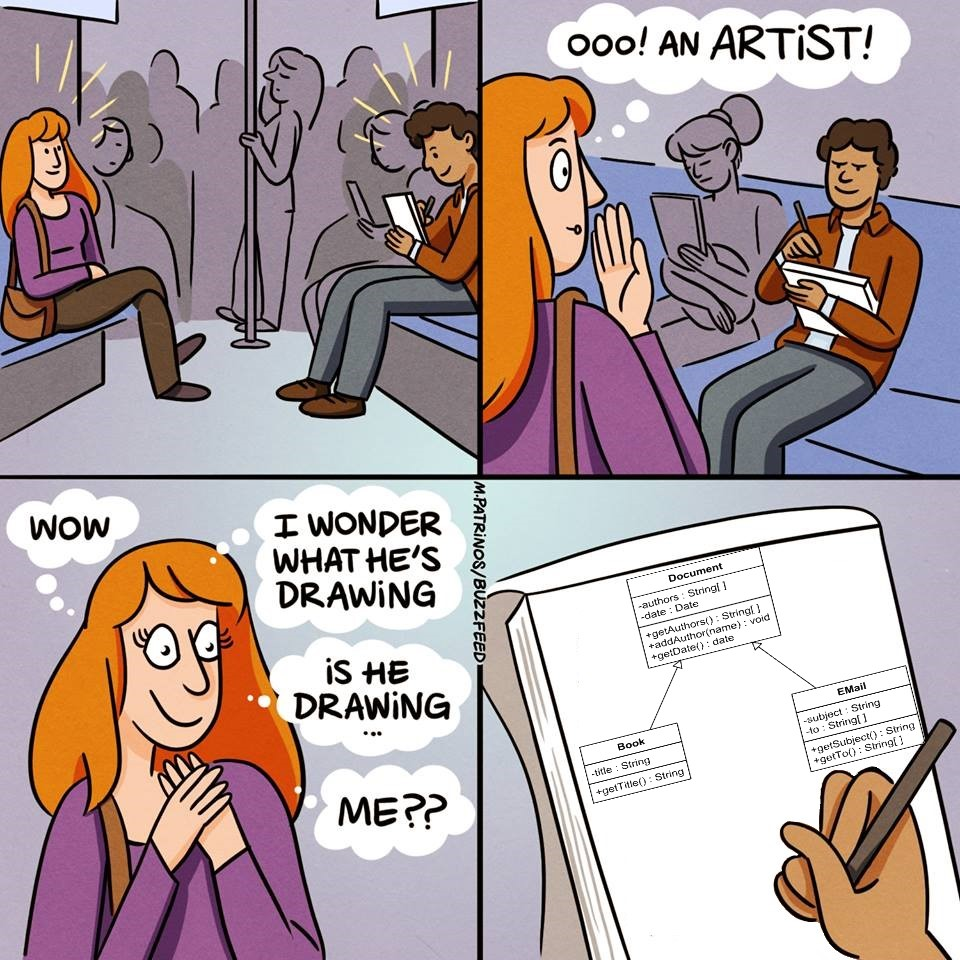 OOO! AN ARTiST!
WOW
I WONDER
WHAT HE'S
DRAWiNG
iS HE
DRAWiNG
...
ME??
M.PATRiNOS/BUZZFEED
Document
-authors : String[ ]
-date : Date
+getAuthors() : String[ ]
+addAuthor(name) : void
+getDate() : date
Book
-title : String
+getTitle() : String
EMail
-subject : String
-to : String[ ]
+getSubject() : String
+getTo() : String[ ]